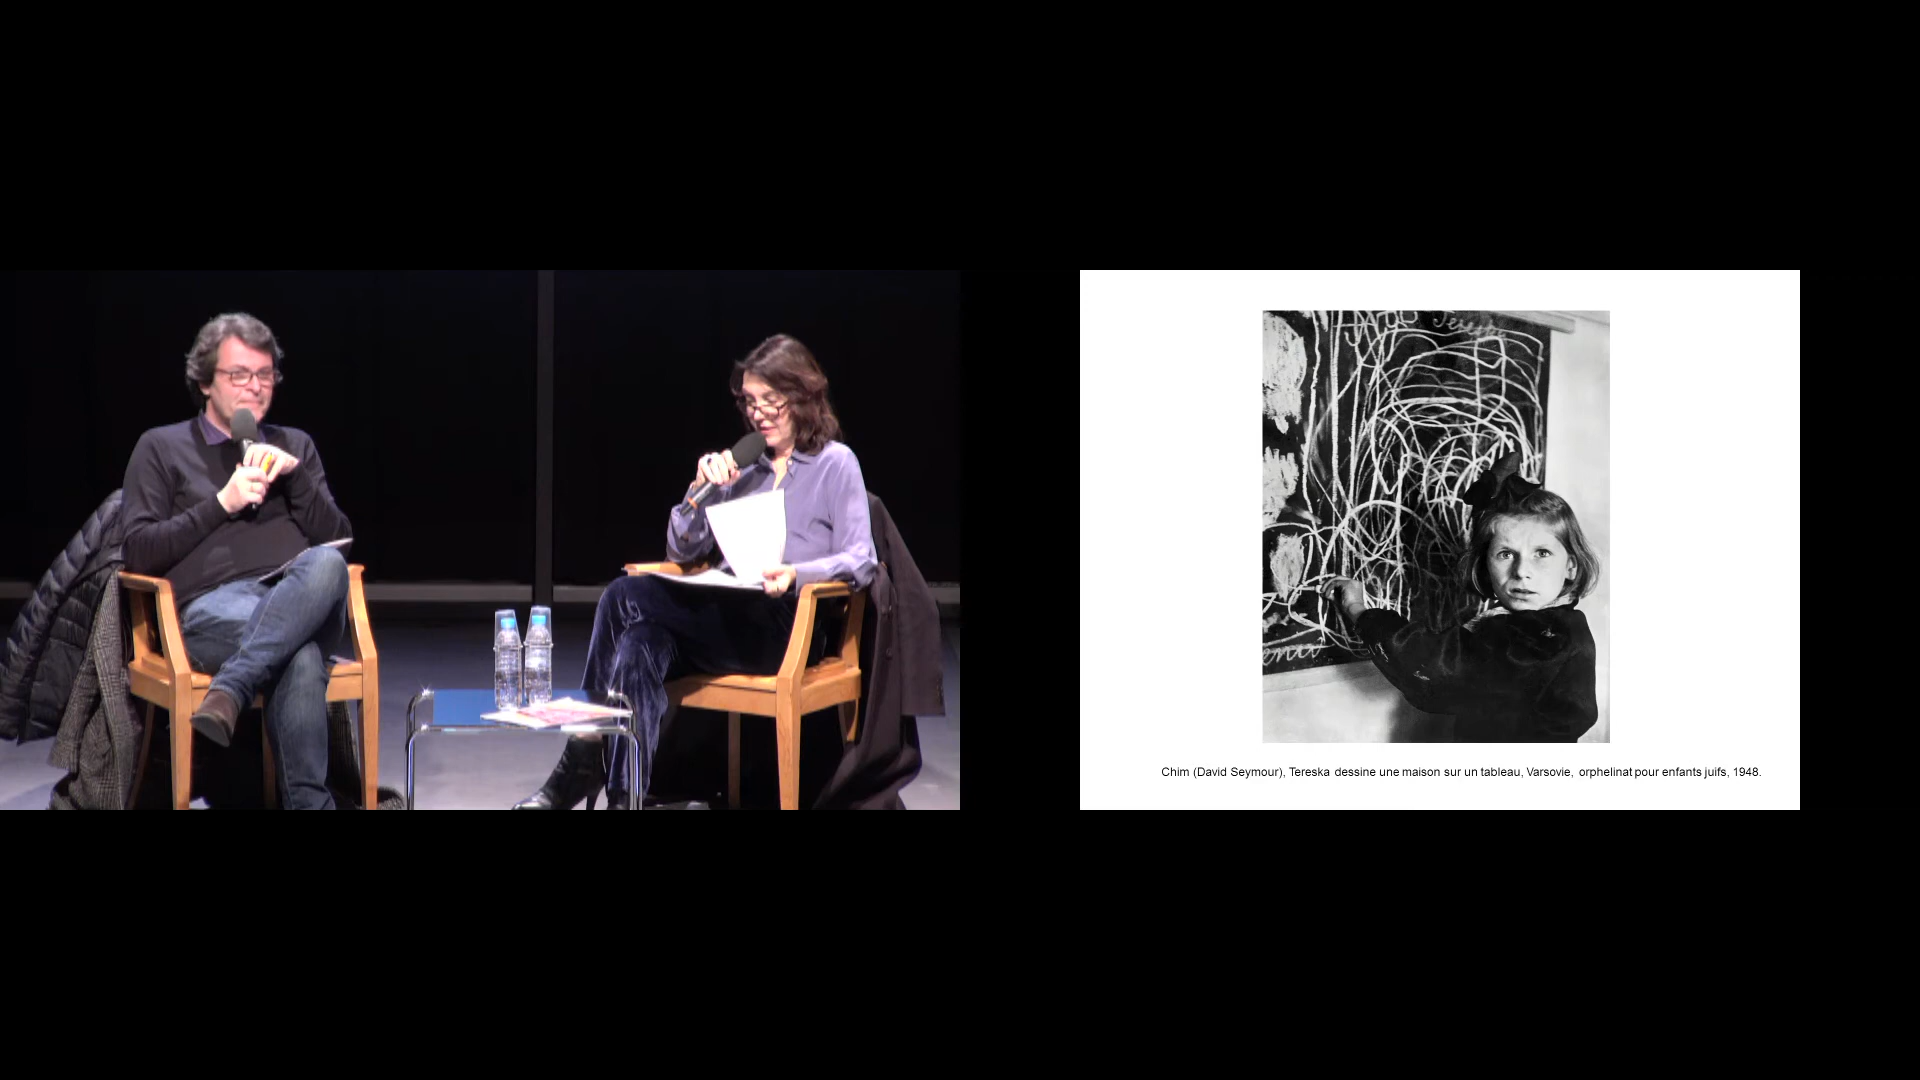 Chim (David Seymour), Tereska dessine une maison sur un tableau, Varsovie, orphelinat pour enfants juifs, 1948.